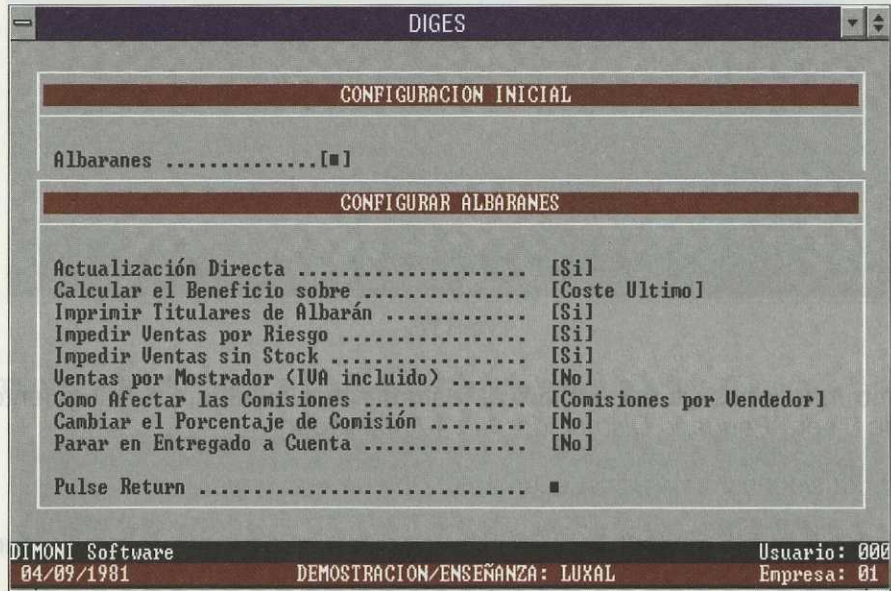 DIGES
CONFIGURACION INICIAL
Albaranes ..............[■]
CONFIGURAR ALBARANES
Actualización Directa ..................... [Si]
Calcular el Beneficio sobre ............... [Coste Ultimo]
Imprimir Titulares de Albarán ............. [Si]
Impedir Ventas por Riesgo ................. [Si]
Impedir Ventas sin Stock .................. [Si]
Ventas por Mostrador (IVA incluido) ....... [No]
Como Afectar las Comisiones ............... [Comisiones por Vendedor]
Cambiar el Porcentaje de Comisión ......... [No]
Parar en Entregado a Cuenta ............... [No]
Pulse Return .............................. ■
DIMONI Software Usuario: 000
04/09/1981 DEMOSTRACION/ENSEÑANZA: LUXAL Empresa: 01